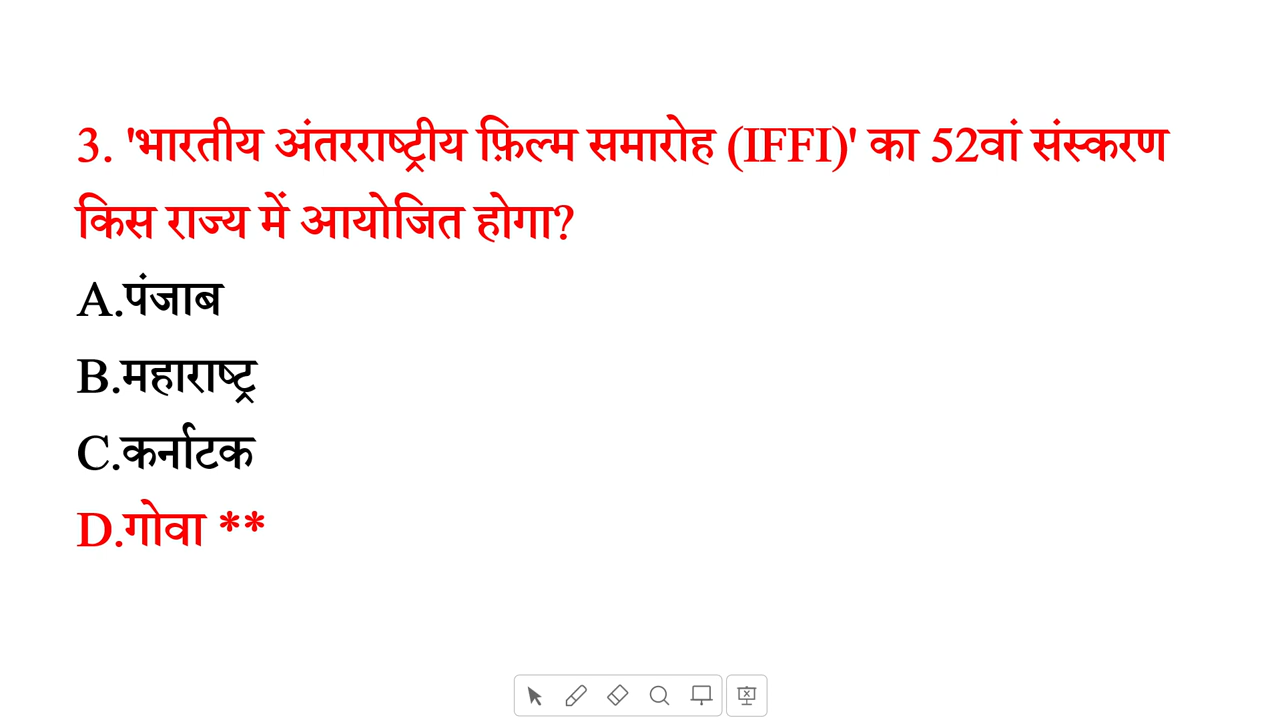 3. 'भारतीय अंतरराष्ट्रीय फ़िल्म समारोह (IFFI)' का 52वां संस्करण
किस राज्य में आयोजित होगा?
A.पंजाब
B.महाराष्ट्र
C.कर्नाटक
D.गोवा **